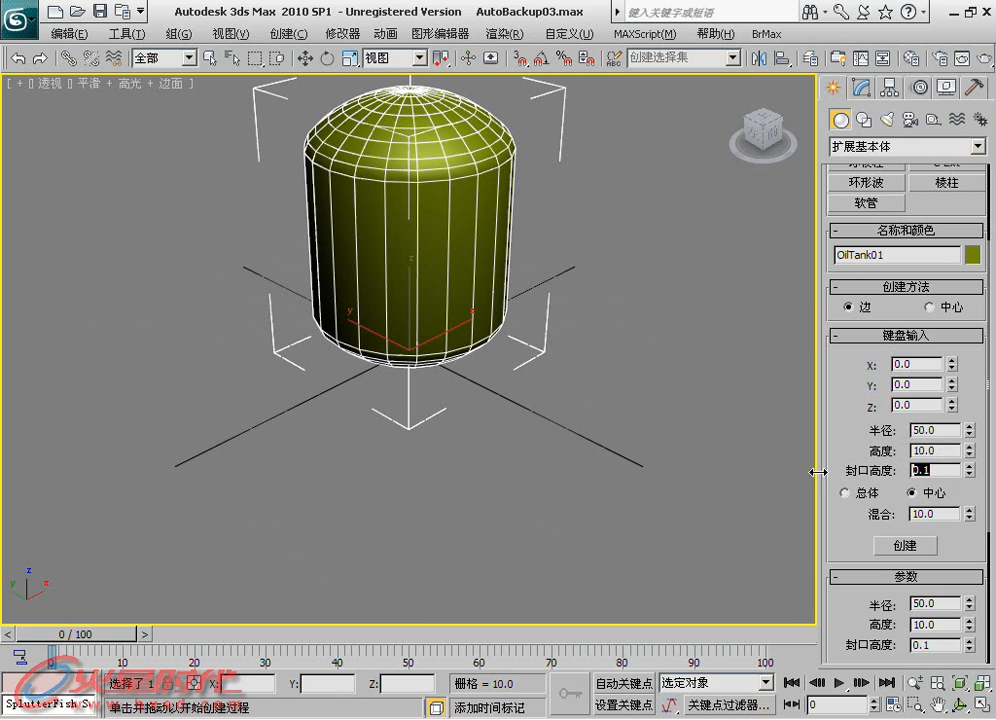 Autodesk 3ds Max 2010 SP1 - Unregistered Version AutoBackup03.max
键入关键字或短语
编辑(E) 工具(T) 组(G) 视图(V) 创建(C) 修改器 动画 图形编辑器 渲染(R) 自定义(U) MAXScript(M) 帮助(H) BrMax
全部
视图
创建选择集
[ + [] 透视 [] 平滑 + 高光 + 边面 ]
扩展基本体
环形波 棱柱
软管
- 名称和颜色
OilTank01
- 创建方法
边 中心
- 键盘输入
X: 0.0
Y: 0.0
Z: 0.0
半径: 50.0
高度: 10.0
封口高度: 0.1
总体 中心
混合: 10.0
创建
- 参数
半径: 50.0
高度: 10.0
封口高度: 0.1
z
y
x
z
y
x
< 0 / 100 >
0 10 20 30 40 50 60 70 80 90 100
选择了 1 X: Y: Z: 栅格 = 10.0 自动关键点 选定对象
SplutterFish/S 单击并拖动以开始创建过程 添加时间标记 设置关键点 关键点过滤器... 0